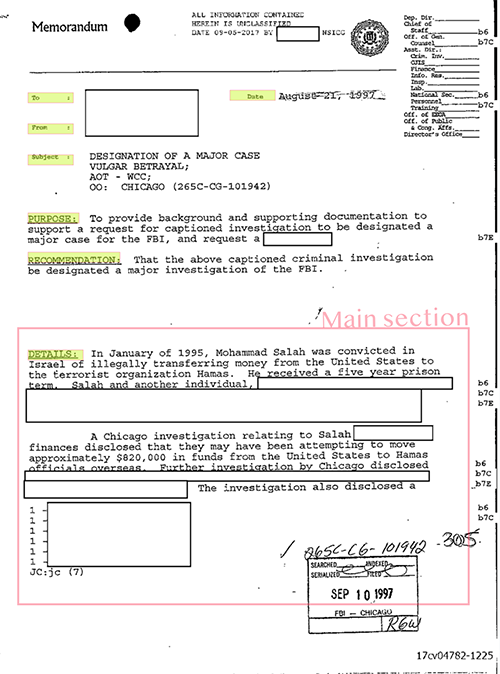 Memorandum
ALL INFORMATION CONTAINED
HEREIN IS UNCLASSIFIED
DATE 09-05-2017 BY NSICG
Dep. Dir.
Chief of
Staff b6
Off. of Gen. b7C
Counsel
Asst. Dir.:
Crim. Inv.
CJIS
Finance
Info. Res.
Insp.
Lab.
National Sec. b6
Personnel b7C
Training
Off. of EEOA
Off. of Public
& Cong. Affs.
Director's Office
To :
Date August 21, 1997
From :
Subject : DESIGNATION OF A MAJOR CASE
VULGAR BETRAYAL;
AOT - WCC;
OO: CHICAGO (265C-CG-101942)
PURPOSE: To provide background and supporting documentation to
support a request for captioned investigation to be designated a
major case for the FBI, and request a b7E
RECOMMENDATION: That the above captioned criminal investigation
be designated a major investigation of the FBI.
Main section
DETAILS: In January of 1995, Mohammad Salah was convicted in
Israel of illegally transferring money from the United States to
the terrorist organization Hamas. He received a five year prison
term. Salah and another individual, b6
b7C
b7E
A Chicago investigation relating to Salah
finances disclosed that they may have been attempting to move
approximately $820,000 in funds from the United States to Hamas
officials overseas. Further investigation by Chicago disclosed b6
b7C
The investigation also disclosed a b7E
1 - b6
1 - b7C
1 -
1 -
1 -
1 -
JC:jc (7)
265C-CG-101942-305
SEARCHED INDEXED
SERIALIZED FILED
SEP 10 1997
FBI — CHICAGO
RGW
17cv04782-1225